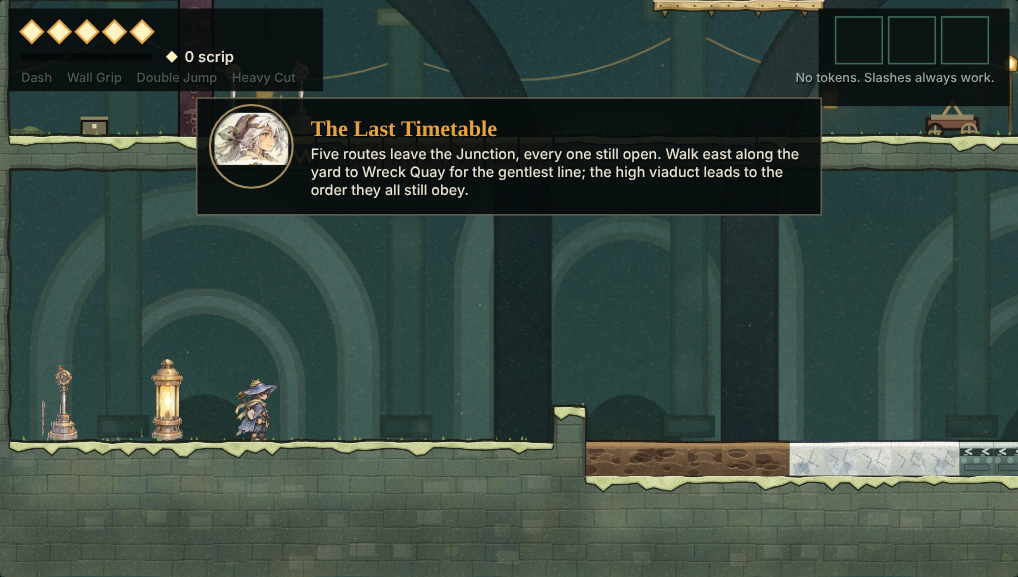 0 scrip
Dash Wall Grip Double Jump Heavy Cut
No tokens. Slashes always work.
The Last Timetable
Five routes leave the Junction, every one still open. Walk east along the
yard to Wreck Quay for the gentlest line; the high viaduct leads to the
order they all still obey.